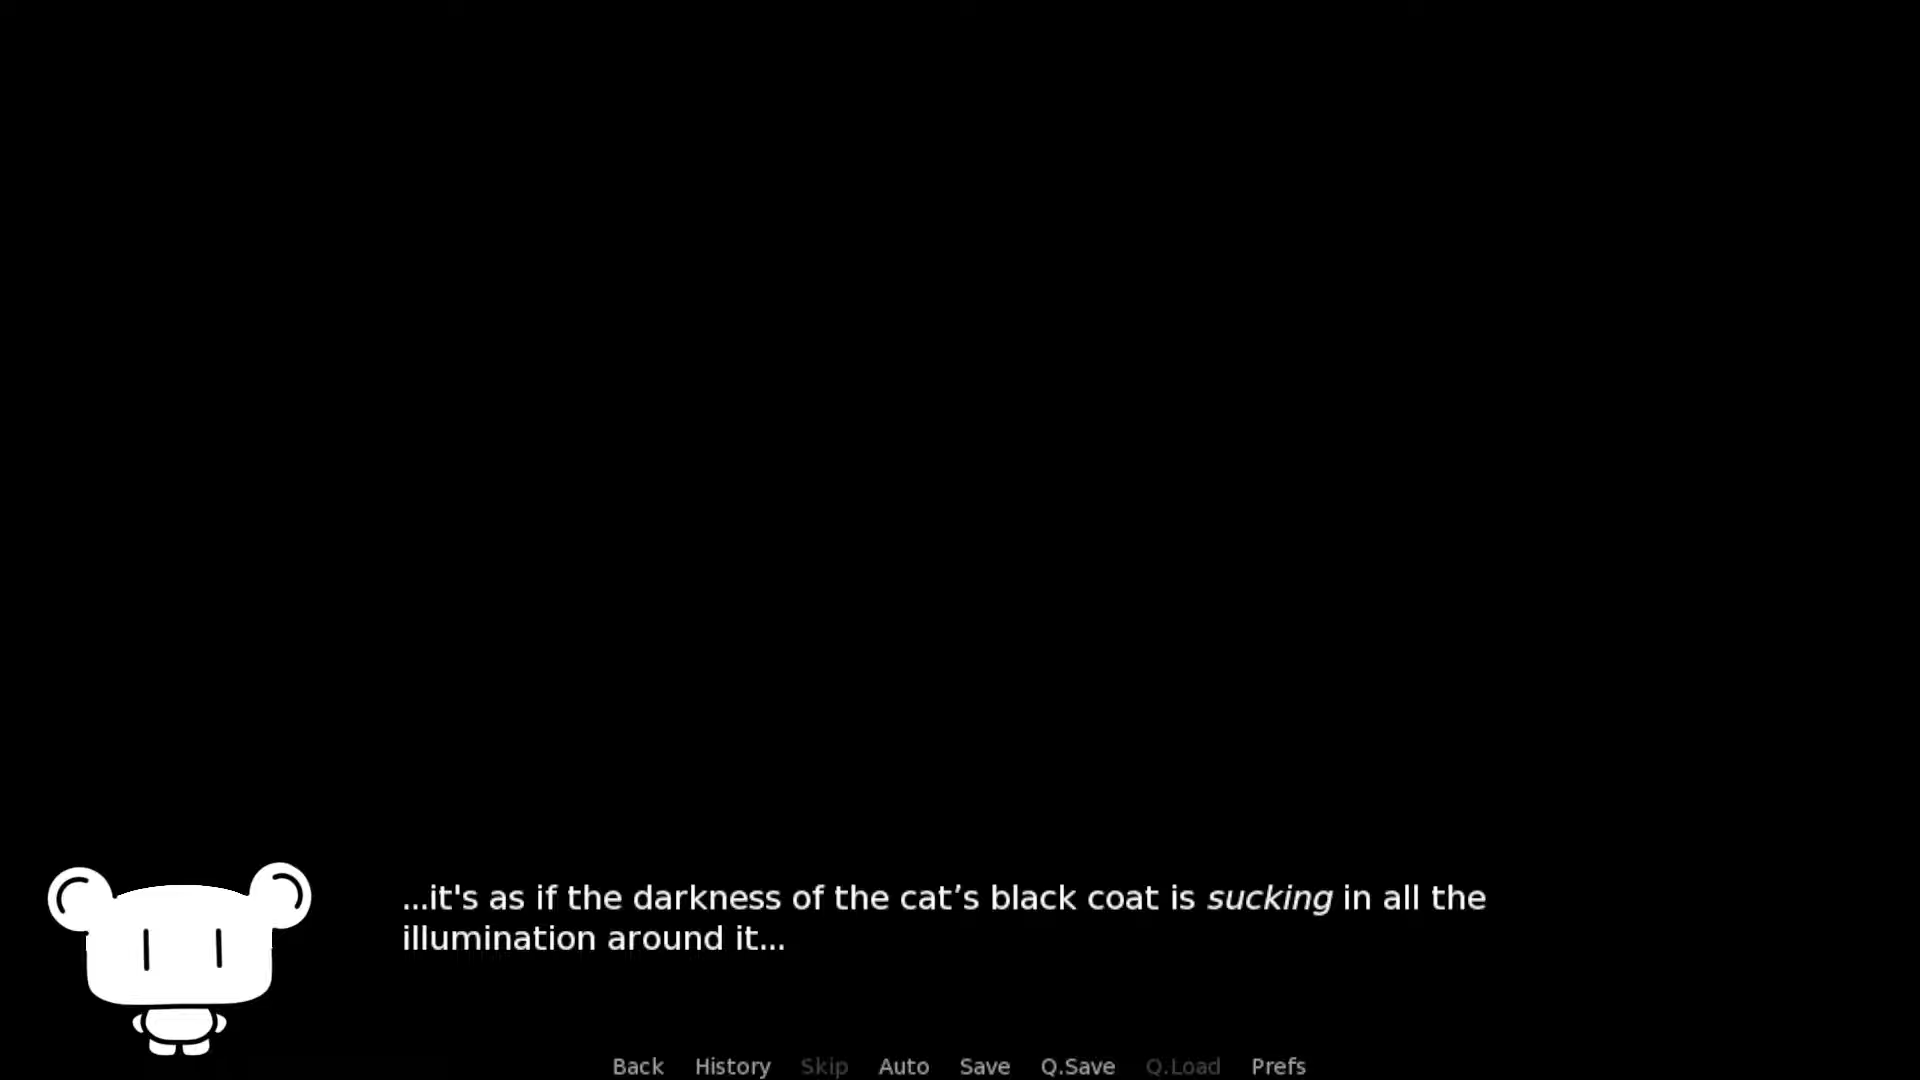 ...it's as if the darkness of the cat’s black coat is sucking in all the
illumination around it...
Back History Skip Auto Save Q.Save Q.Load Prefs